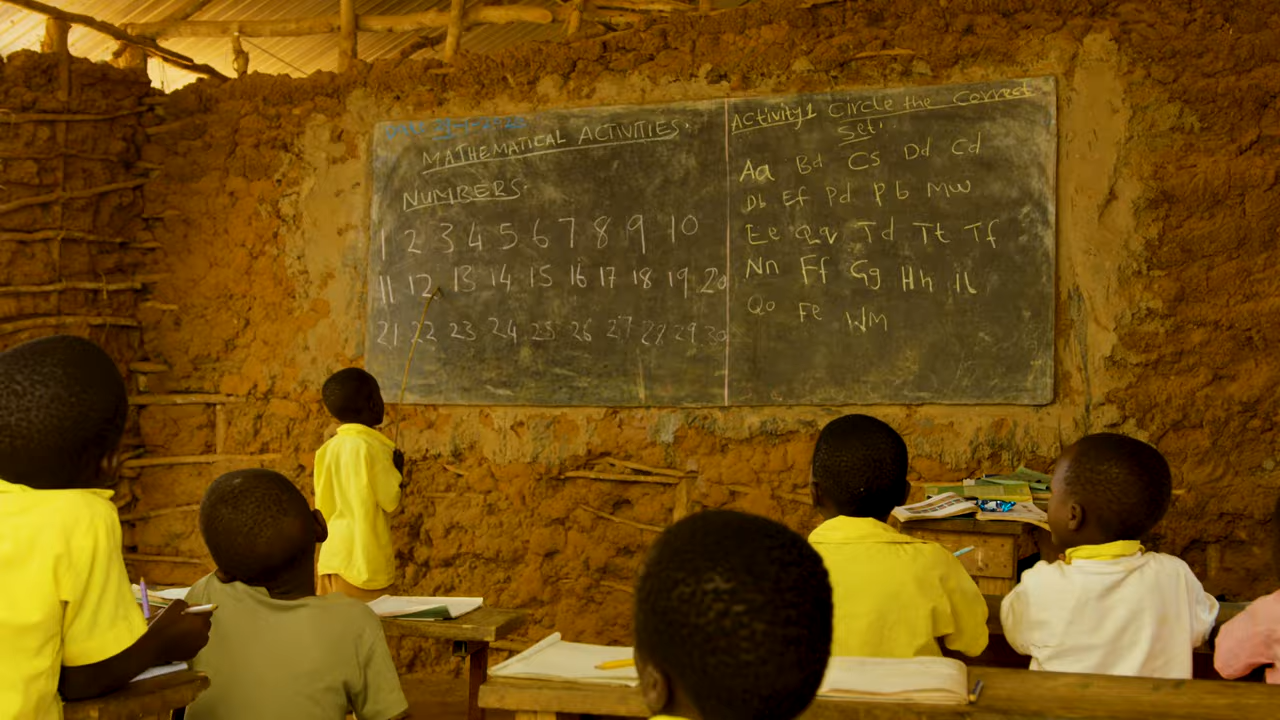 MATHEMATICAL ACTIVITIES.
NUMBERS.
1 2 3 4 5 6 7 8 9 10
11 12 13 14 15 16 17 18 19 20
21 22 23 24 25 26 27 28 29 30
Activity1 Circle the Correct
Set.
Aa Bd Cs Dd Cd
Db Ef Pd Pb Mw
Ee Qq Td Tt Tf
Nn Ff Gg Hh il
Qo Fe WM